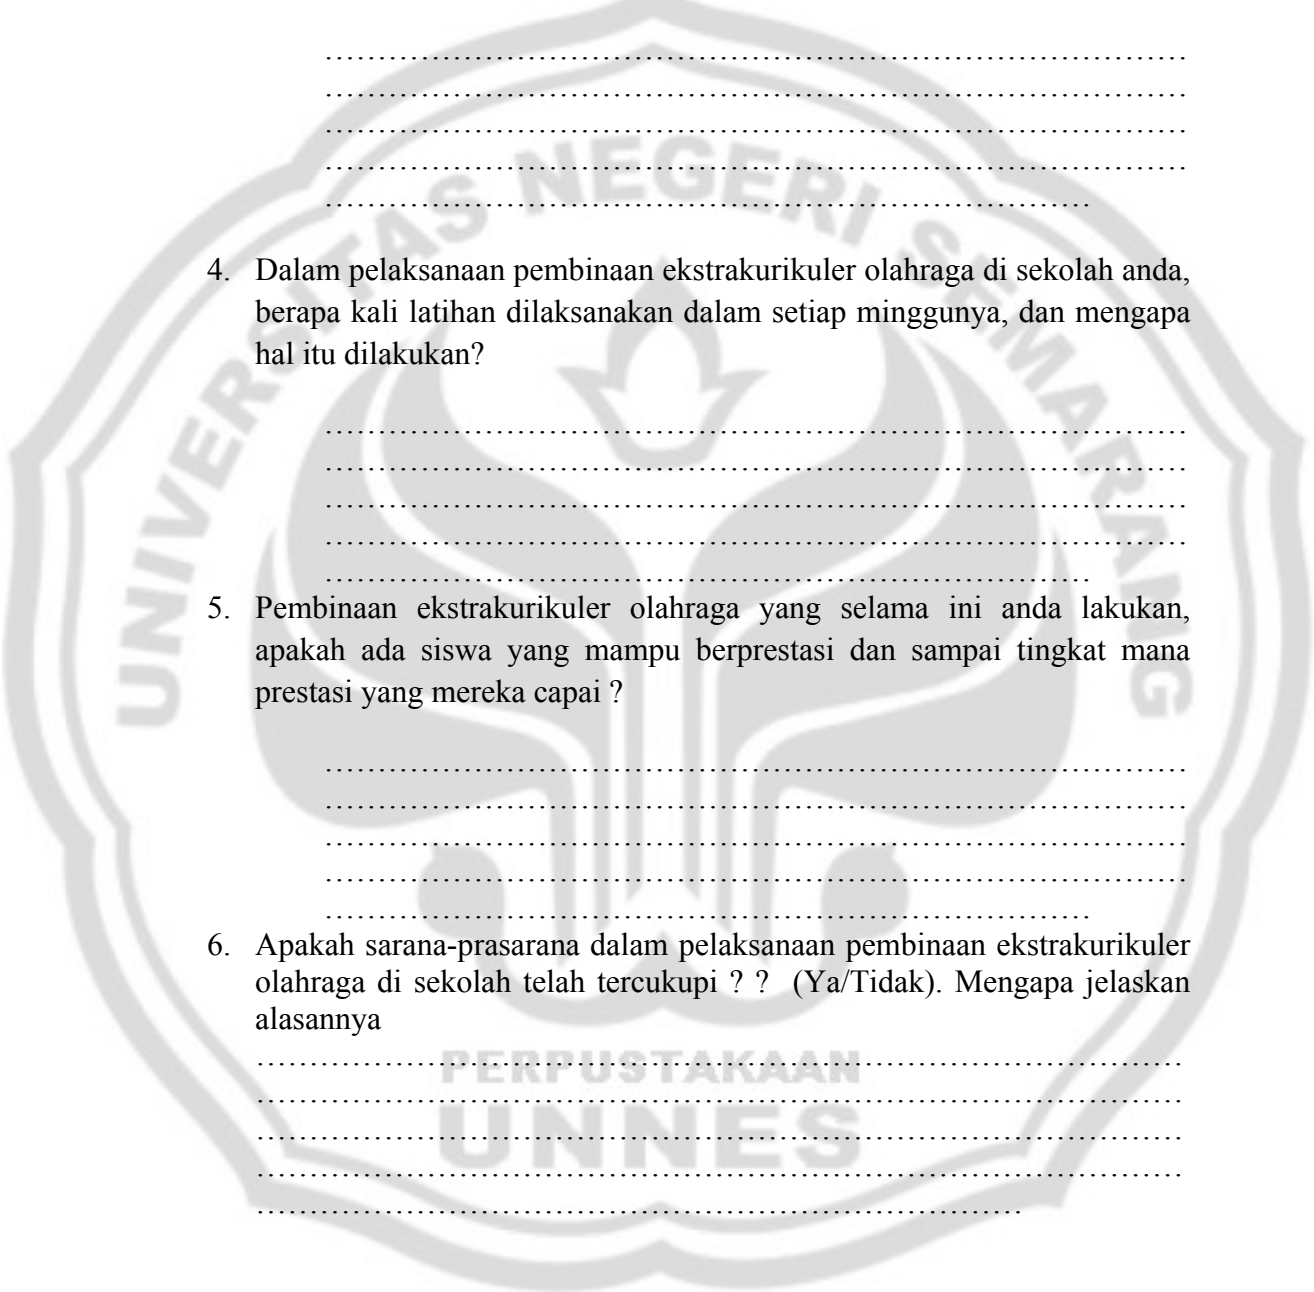 ……………………………………………………………………………
……………………………………………………………………………
……………………………………………………………………………
……………………………………………………………………………
……………………………………………………………………
4. Dalam pelaksanaan pembinaan ekstrakurikuler olahraga di sekolah anda,
berapa kali latihan dilaksanakan dalam setiap minggunya, dan mengapa
hal itu dilakukan?
……………………………………………………………………………
……………………………………………………………………………
……………………………………………………………………………
……………………………………………………………………………
……………………………………………………………………
5. Pembinaan ekstrakurikuler olahraga yang selama ini anda lakukan,
apakah ada siswa yang mampu berprestasi dan sampai tingkat mana
prestasi yang mereka capai ?
……………………………………………………………………………
……………………………………………………………………………
……………………………………………………………………………
……………………………………………………………………………
……………………………………………………………………
6. Apakah sarana-prasarana dalam pelaksanaan pembinaan ekstrakurikuler
olahraga di sekolah telah tercukupi ? ? (Ya/Tidak). Mengapa jelaskan
alasannya
……………………………………………………………………………
……………………………………………………………………………
……………………………………………………………………………
……………………………………………………………………………
……………………………………………………………………
UNIVERSITAS NEGERI SEMARANG
PERPUSTAKAAN
UNNES